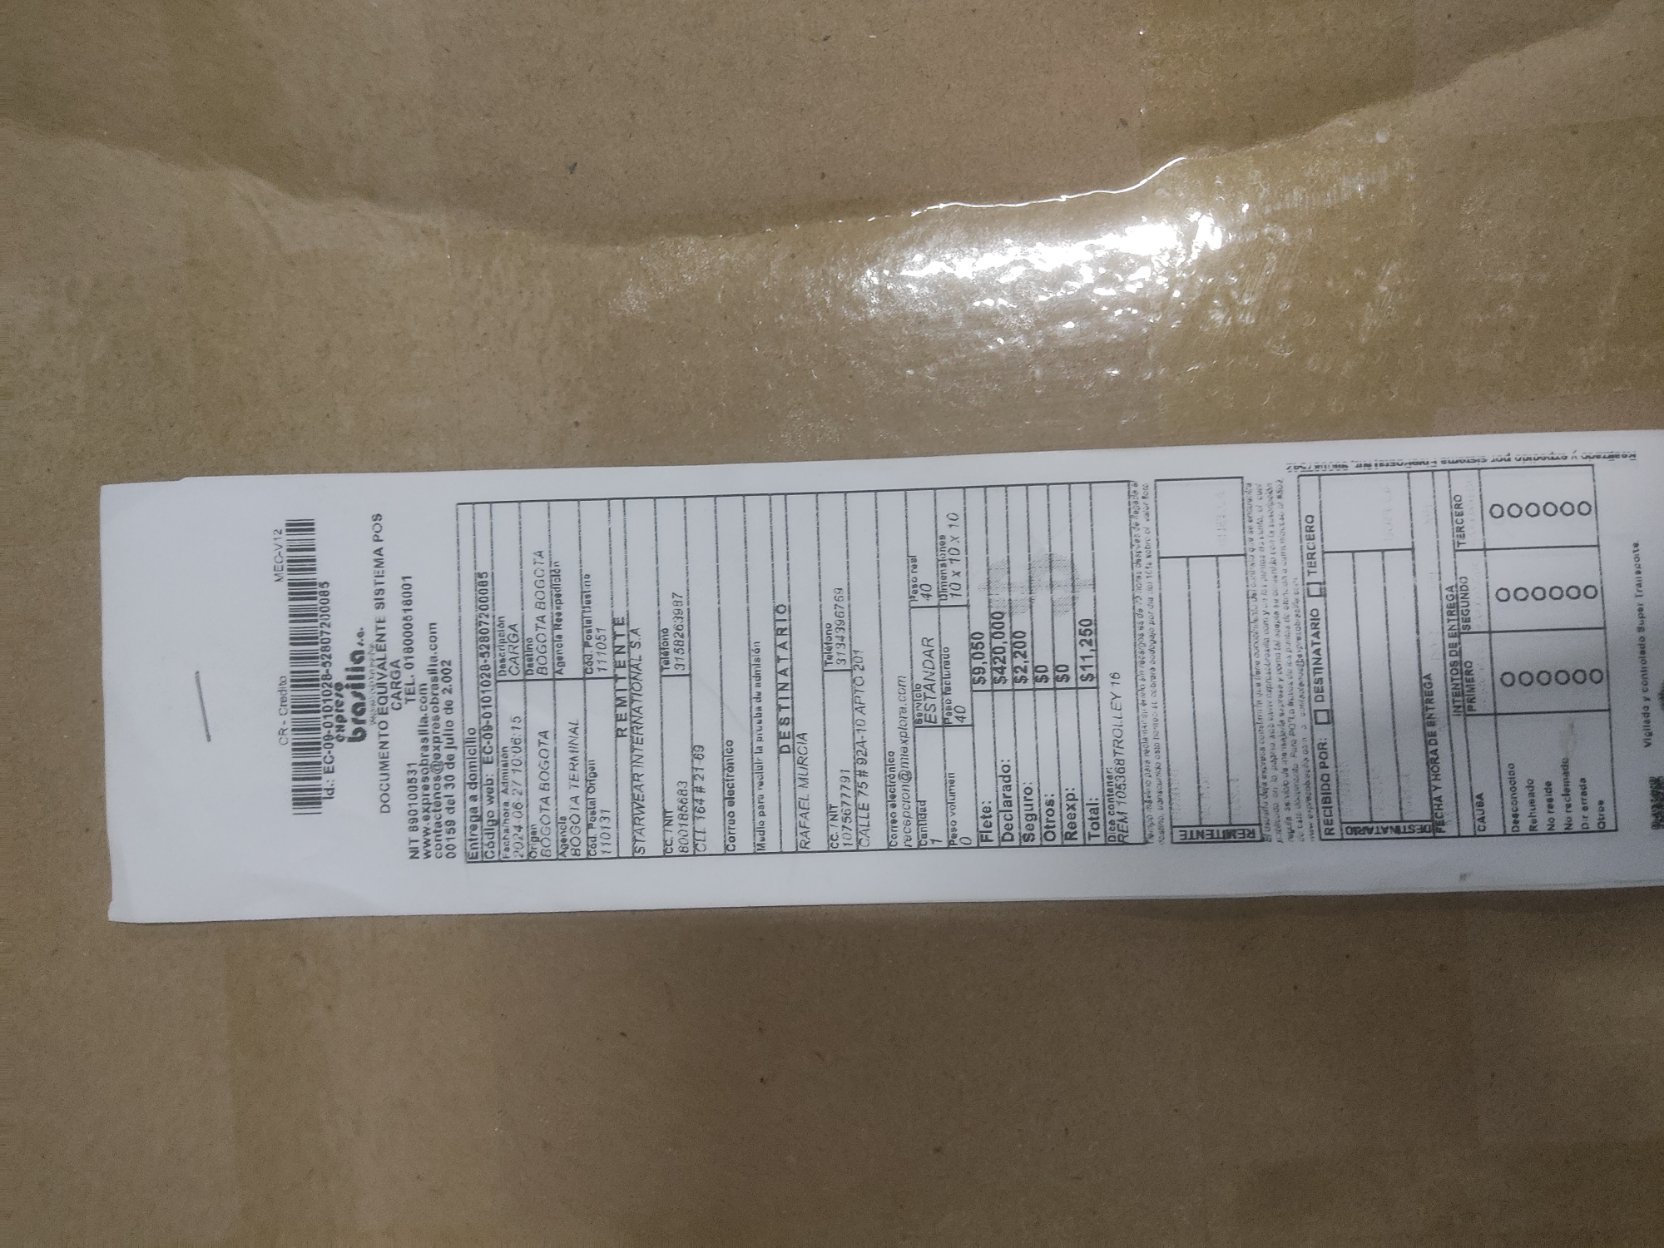 CR - Credito MEC-V12
Id.: EC-09-0101028-52807200085
expreso
brasilia s.a.
DOCUMENTO EQUIVALENTE SISTEMA POS
CARGA
NIT 890100531 TEL. 018000518001
www.expresobrasilia.com
contactenos@expresobrasilia.com
00159 del 30 de julio de 2.002
Entrega a domicilio
Código web: EC-09-0101028-52807200085
Fecha/hora Admisión Descripción
2024-06-27 10:06:15 CARGA
Origen Destino
BOGOTA BOGOTA BOGOTA BOGOTA
Agencia Agencia Reexpedición
BOGOTA TERMINAL
Cód. Postal Origen Cód. Postal Destino
110131 111051
REMITENTE
STARWEAR INTERNATIONAL S.A
CC. / NIT Teléfono
800185683 3158263987
CLL 164 # 21 69
Correo electrónico
Medio para recibir la prueba de admisión
DESTINATARIO
RAFAEL MURCIA
CC. / NIT Teléfono
1075677791 3134396769
CALLE 75 # 92A-10 APTO 201
Correo electrónico
recepcion@miexplora.com
Cantidad Servicio Peso real
1 ESTANDAR 40
Peso volumen Peso facturado Dimensiones
0 40 10 x 10 x 10
Flete: $9,050
Declarado: $420,000
Seguro: $2,200
Otros: $0
Reexp: $0
Total: $11,250
Dice contener:
REM 105368 TROLLEY 16
REMITENTE
RECIBIDO POR: DESTINATARIO TERCERO
DESTINATARIO
FECHA Y HORA DE ENTREGA
INTENTOS DE ENTREGA
CAUSA PRIMERO SEGUNDO TERCERO
Desconocido
Rehusado
No reside
No reclamado
Dir errada
Otros
Vigilado y controlado Super Transporte.